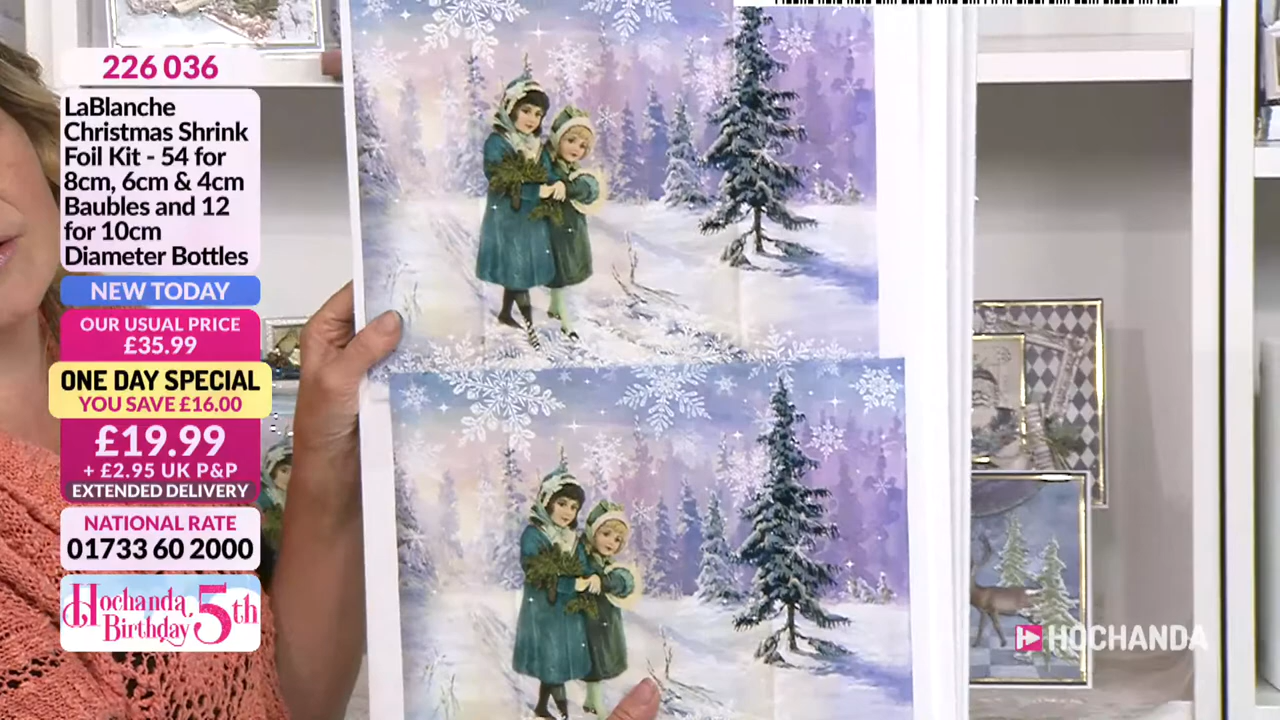 226 036
LaBlanche
Christmas Shrink
Foil Kit - 54 for
8cm, 6cm & 4cm
Baubles and 12
for 10cm
Diameter Bottles
NEW TODAY
OUR USUAL PRICE
£35.99
ONE DAY SPECIAL
YOU SAVE £16.00
£19.99
+ £2.95 UK P&P
EXTENDED DELIVERY
NATIONAL RATE
01733 60 2000
Hochanda
Birthday 5th
HOCHANDA